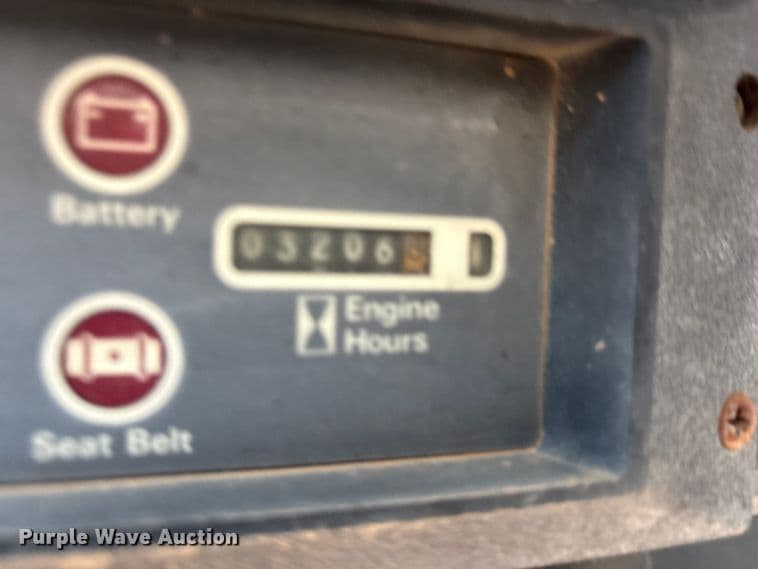 Battery
03206
Engine
Hours
Seat Belt
Purple Wave Auction